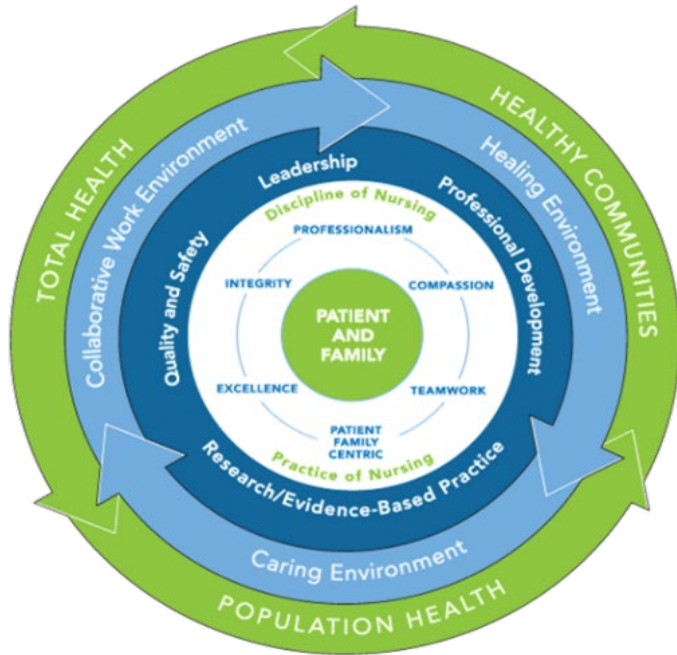 TOTAL HEALTH
HEALTHY COMMUNITIES
POPULATION HEALTH
Collaborative Work Environment
Healing Environment
Caring Environment
Leadership
Professional Development
Quality and Safety
Research/Evidence-Based Practice
Discipline of Nursing
PROFESSIONALISM
INTEGRITY
COMPASSION
PATIENT
AND
FAMILY
EXCELLENCE
TEAMWORK
PATIENT
FAMILY
CENTRIC
Practice of Nursing